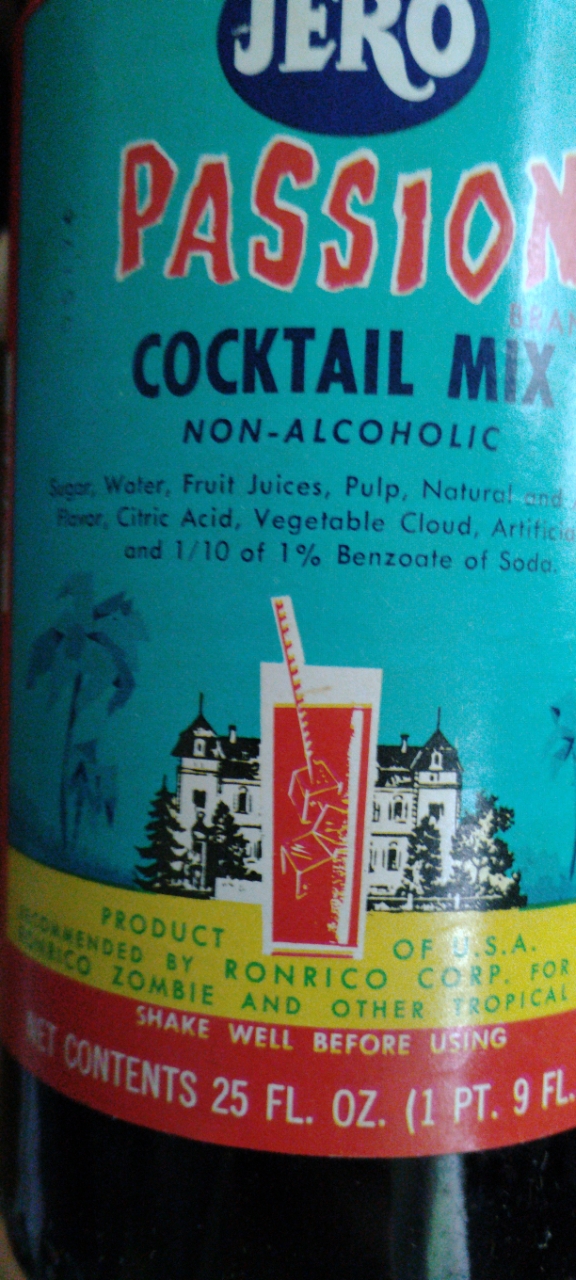 JERO
PASSION
COCKTAIL MIX
NON-ALCOHOLIC
Sugar, Water, Fruit Juices, Pulp, Natural and
Flavor, Citric Acid, Vegetable Cloud,
and 1/10 of 1% Benzoate of Soda.
PRODUCT OF U.S.A.
RECOMMENDED BY RONRICO CORP. FOR
RONRICO ZOMBIE AND OTHER TROPICAL
SHAKE WELL BEFORE USING
NET CONTENTS 25 FL. OZ. (1 PT. 9 FL.